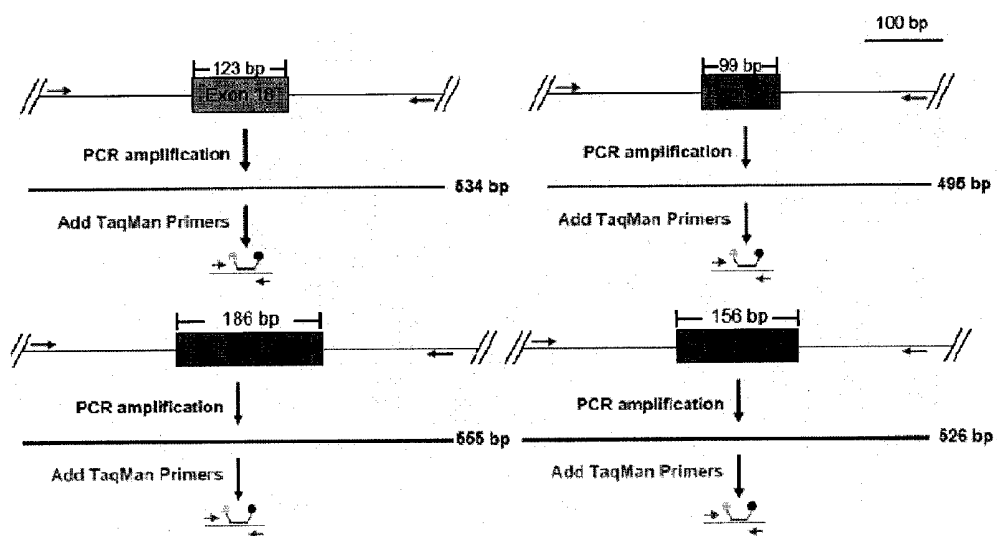 100 bp
123 bp
99 bp
PCR amplification
PCR amplification
534 bp
495 bp
Add TaqMan Primers
Add TaqMan Primers
186 bp
156 bp
PCR amplification
PCR amplification
555 bp
526 bp
Add TaqMan Primers
Add TaqMan Primers